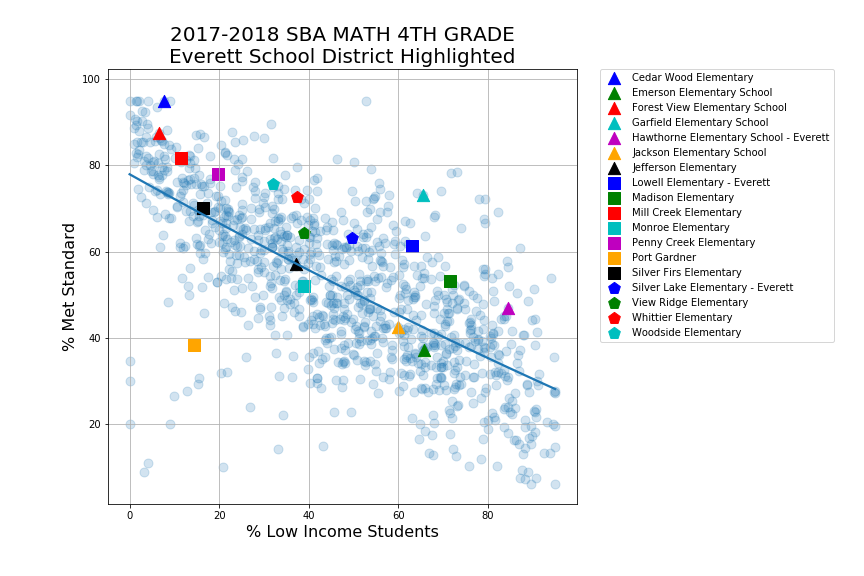 2017-2018 SBA MATH 4TH GRADE
Everett School District Highlighted
100
80
60
40
20
% Met Standard
0
20
40
60
80
% Low Income Students
Cedar Wood Elementary
Emerson Elementary School
Forest View Elementary School
Garfield Elementary School
Hawthorne Elementary School - Everett
Jackson Elementary School
Jefferson Elementary
Lowell Elementary - Everett
Madison Elementary
Mill Creek Elementary
Monroe Elementary
Penny Creek Elementary
Port Gardner
Silver Firs Elementary
Silver Lake Elementary - Everett
View Ridge Elementary
Whittier Elementary
Woodside Elementary